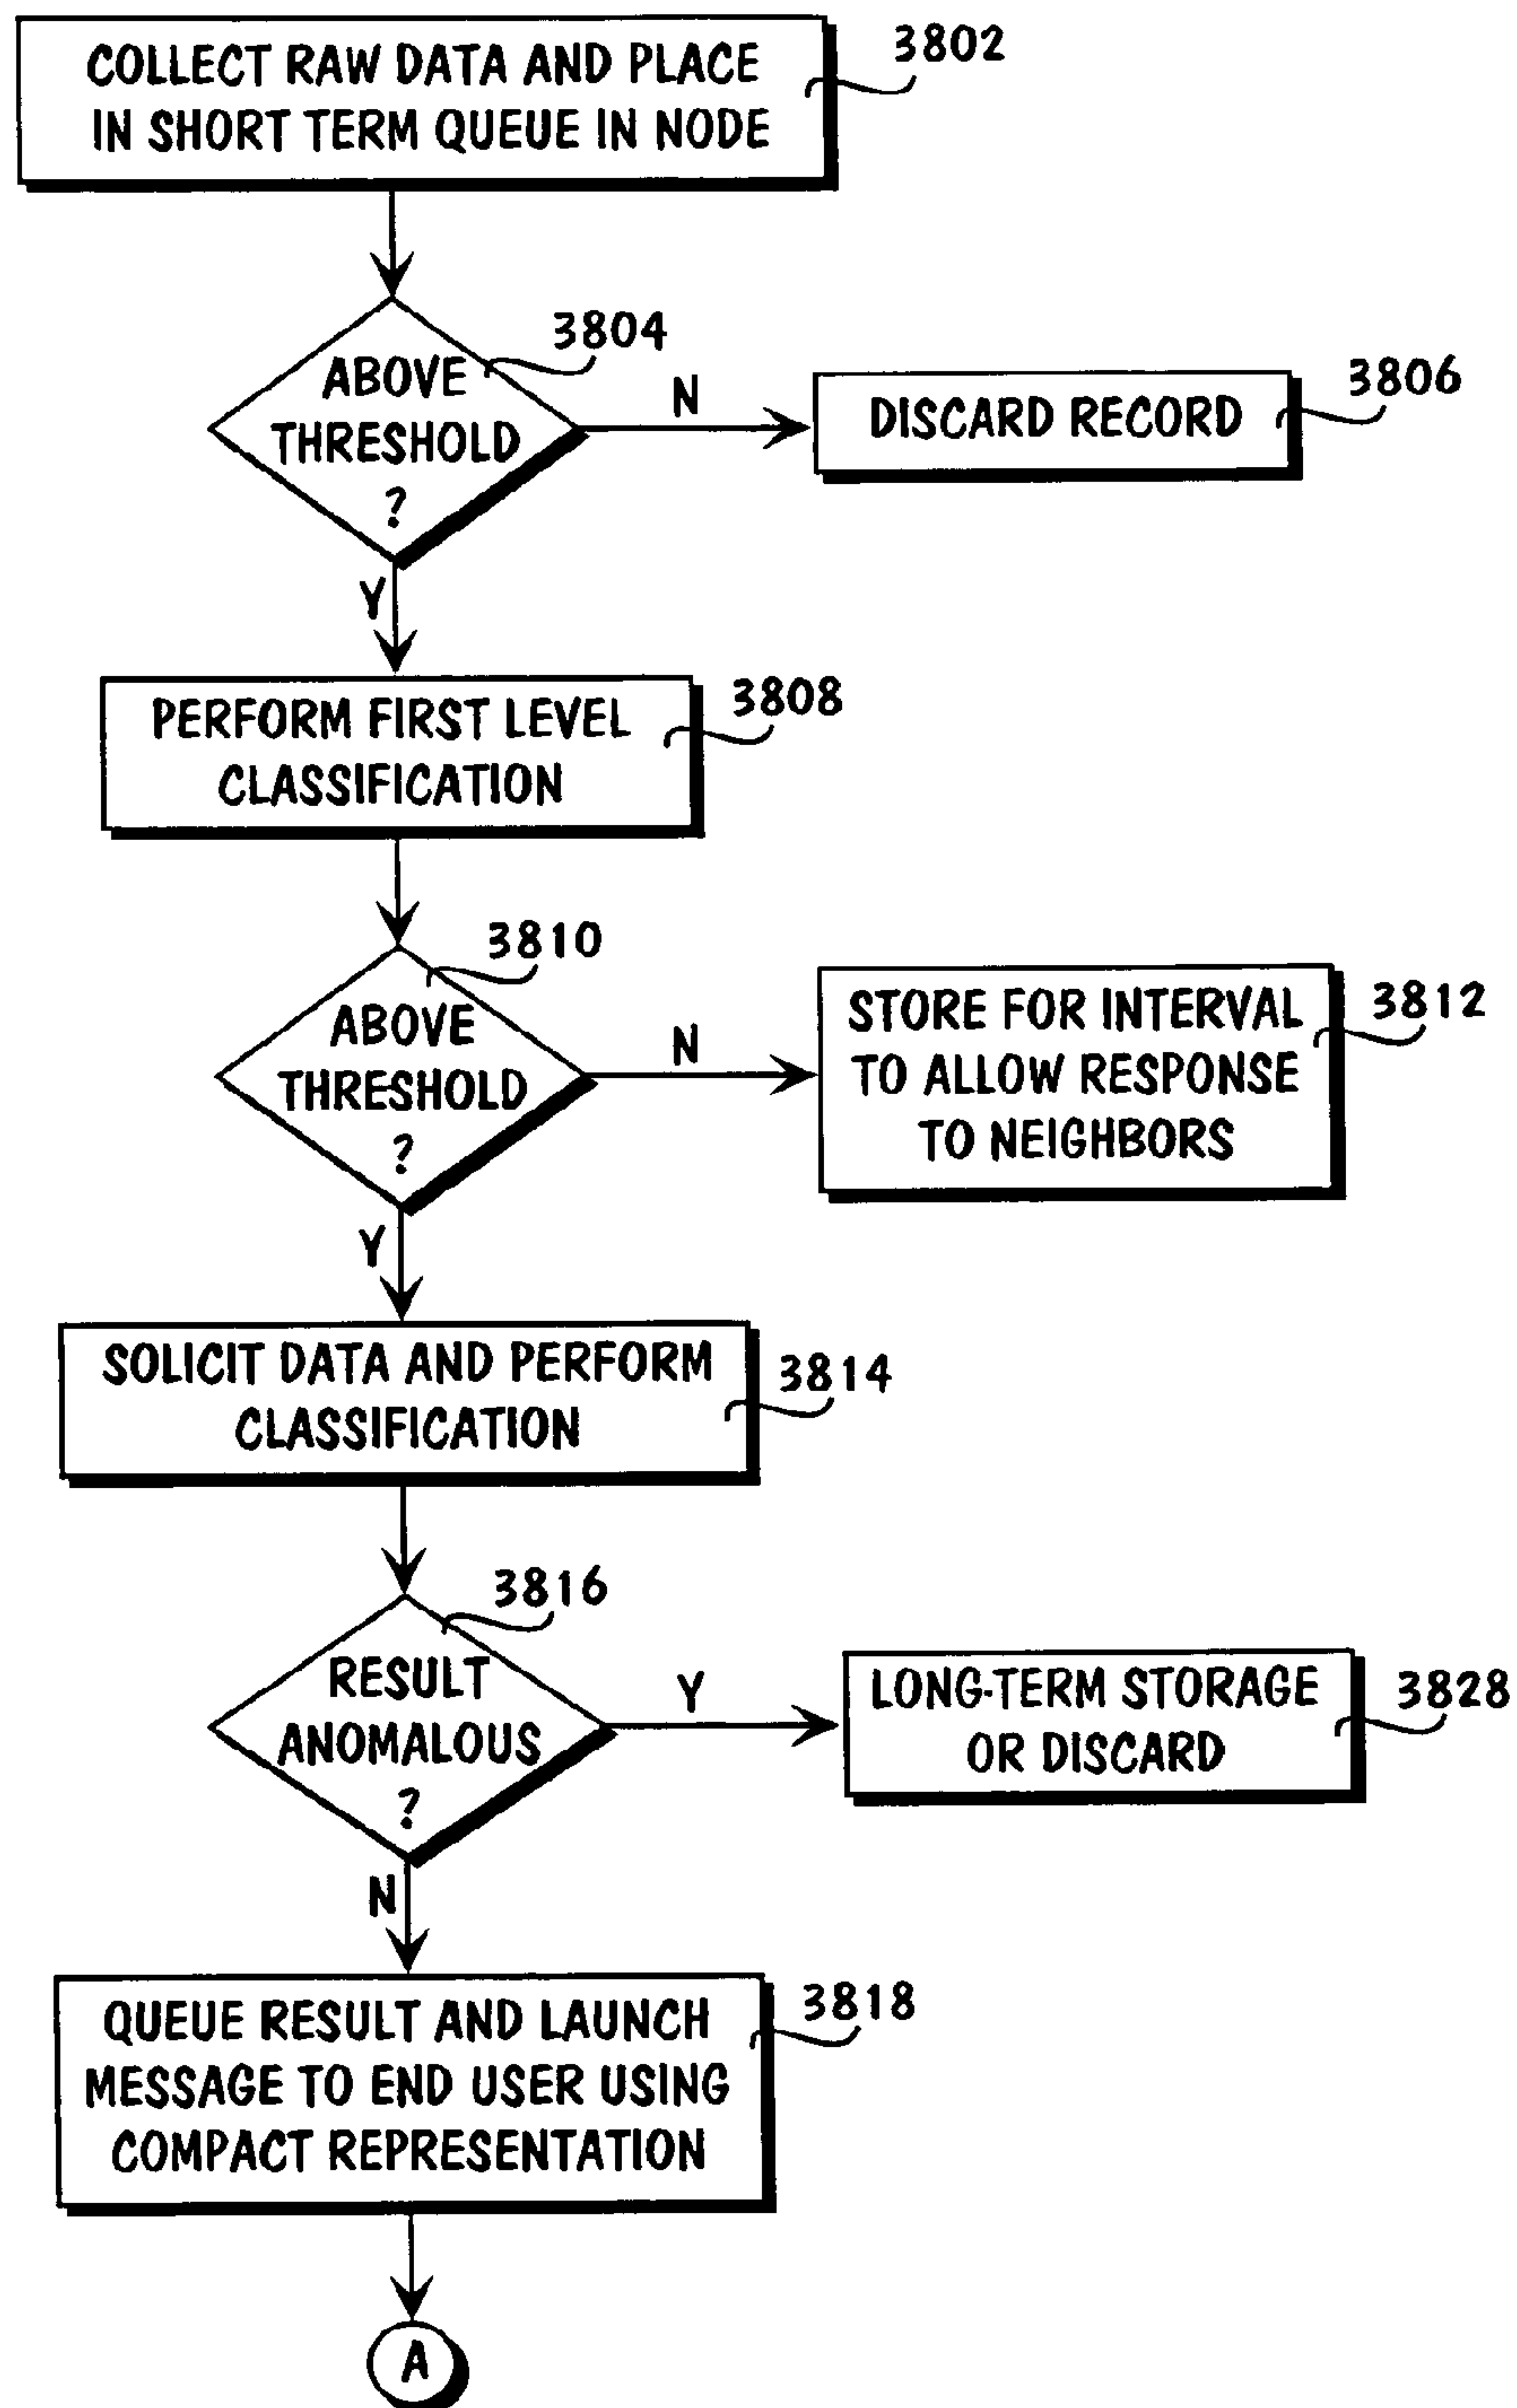 COLLECT RAW DATA AND PLACE
IN SHORT TERM QUEUE IN NODE
3802
ABOVE
THRESHOLD
?
3804
N
DISCARD RECORD
3806
Y
PERFORM FIRST LEVEL
CLASSIFICATION
3808
ABOVE
THRESHOLD
?
3810
N
STORE FOR INTERVAL
TO ALLOW RESPONSE
TO NEIGHBORS
3812
Y
SOLICIT DATA AND PERFORM
CLASSIFICATION
3814
RESULT
ANOMALOUS
?
3816
Y
LONG-TERM STORAGE
OR DISCARD
3828
N
QUEUE RESULT AND LAUNCH
MESSAGE TO END USER USING
COMPACT REPRESENTATION
3818
A